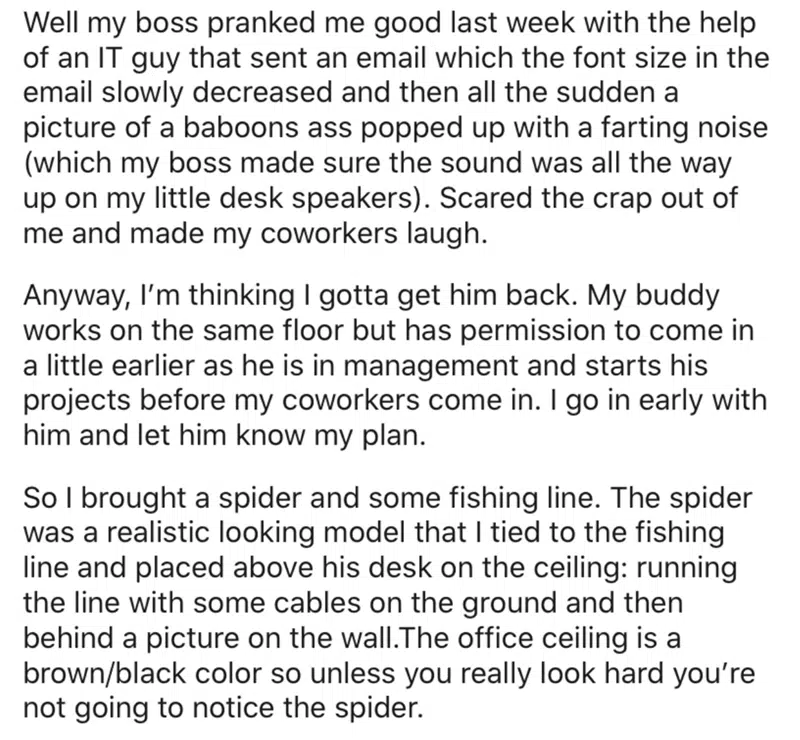 Well my boss pranked me good last week with the help
of an IT guy that sent an email which the font size in the
email slowly decreased and then all the sudden a
picture of a baboons ass popped up with a farting noise
(which my boss made sure the sound was all the way
up on my little desk speakers). Scared the crap out of
me and made my coworkers laugh.
Anyway, I’m thinking I gotta get him back. My buddy
works on the same floor but has permission to come in
a little earlier as he is in management and starts his
projects before my coworkers come in. I go in early with
him and let him know my plan.
So I brought a spider and some fishing line. The spider
was a realistic looking model that I tied to the fishing
line and placed above his desk on the ceiling: running
the line with some cables on the ground and then
behind a picture on the wall.The office ceiling is a
brown/black color so unless you really look hard you’re
not going to notice the spider.